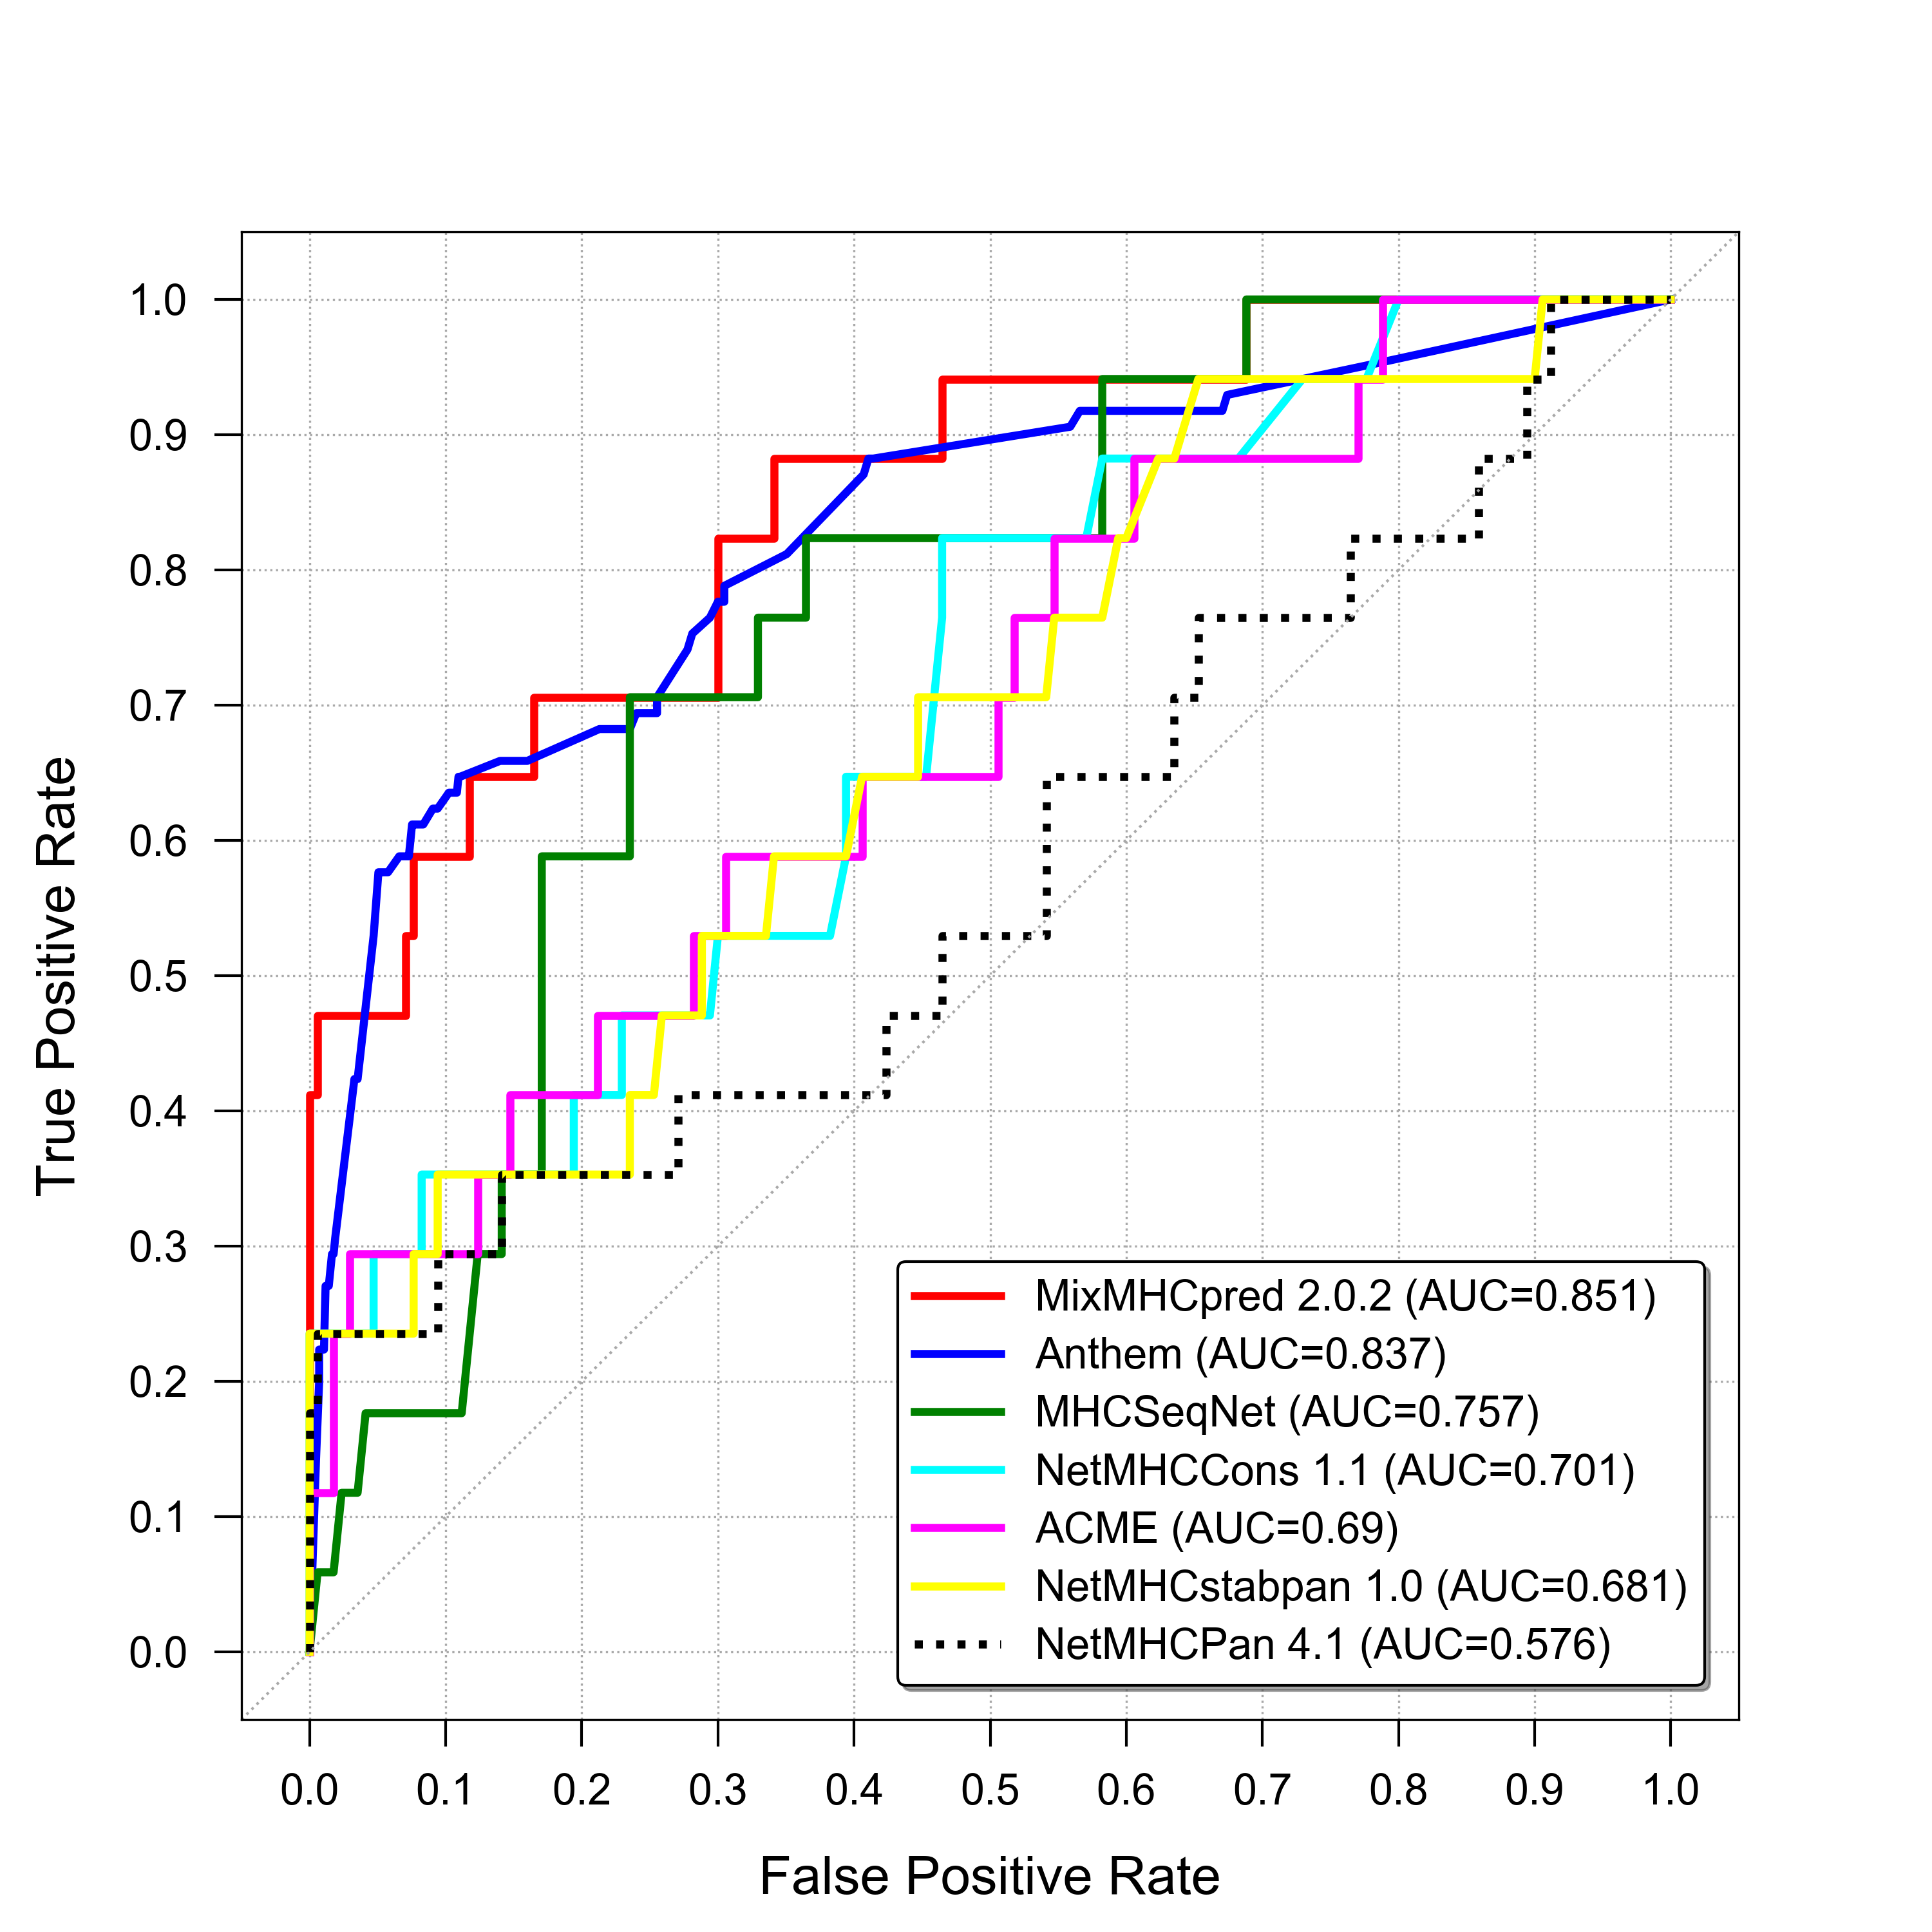 1.0
0.9
0.8
0.7
0.6
0.5
0.4
0.3
0.2
0.1
0.0
True Positive Rate
MixMHCpred 2.0.2 (AUC=0.851)
Anthem (AUC=0.837)
MHCSeqNet (AUC=0.757)
NetMHCCons 1.1 (AUC=0.701)
ACME (AUC=0.69)
NetMHCstabpan 1.0 (AUC=0.681)
NetMHCPan 4.1 (AUC=0.576)
0.0 0.1 0.2 0.3 0.4 0.5 0.6 0.7 0.8 0.9 1.0
False Positive Rate